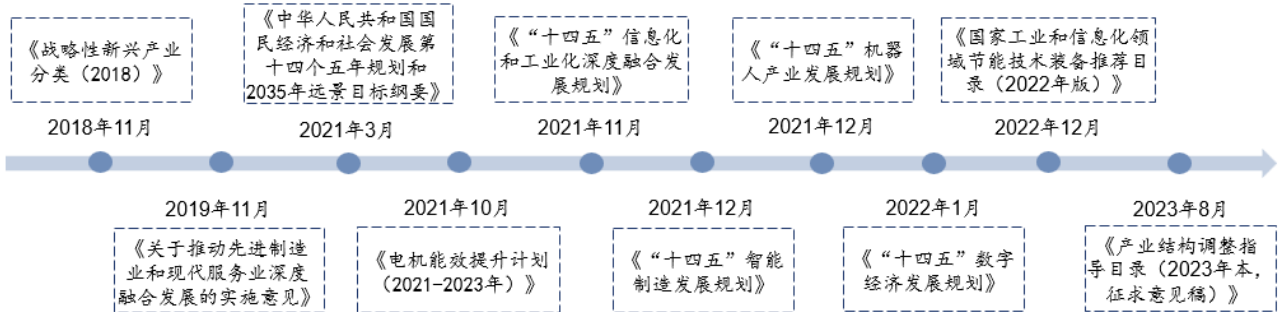 《战略性新兴产业
分类（2018）》
2018年11月
《中华人民共和国国
民经济和社会发展第
十四个五年规划和
2035年远景目标纲要》
2021年3月
《“十四五”信息化
和工业化深度融合发
展规划》
2021年11月
《“十四五”机器
人产业发展规划》
2021年12月
《国家工业和信息化领
域节能技术装备推荐目
录（2022年版）》
2022年12月
2019年11月
《关于推动先进制造
业和现代服务业深度
融合发展的实施意见》
2021年10月
《电机能效提升计划
（2021-2023年）》
2021年12月
《“十四五”智能
制造发展规划》
2022年1月
《“十四五”数字
经济发展规划》
2023年8月
《产业结构调整指
导目录（2023年本，
征求意见稿）》